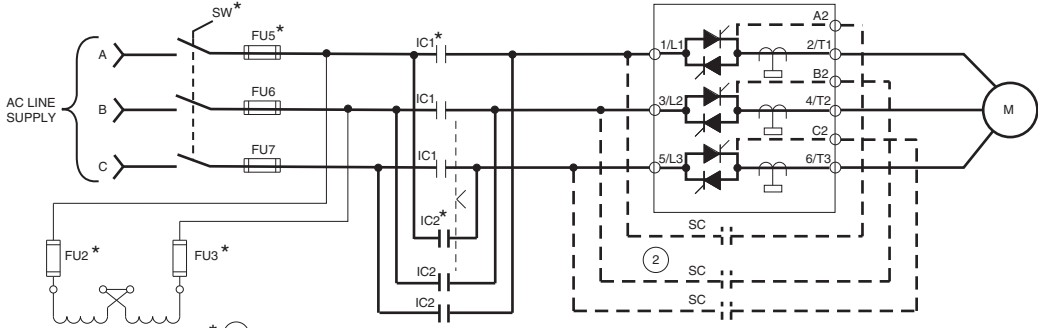 SW*
A2
FU5*
IC1*
1/L1
2/T1
A
B2
AC LINE
SUPPLY
B
FU6
IC1
3/L2
4/T2
M
C2
C
FU7
IC1
5/L3
6/T3
IC2*
SC
FU2*
FU3*
2
IC2
SC
IC2
SC
*